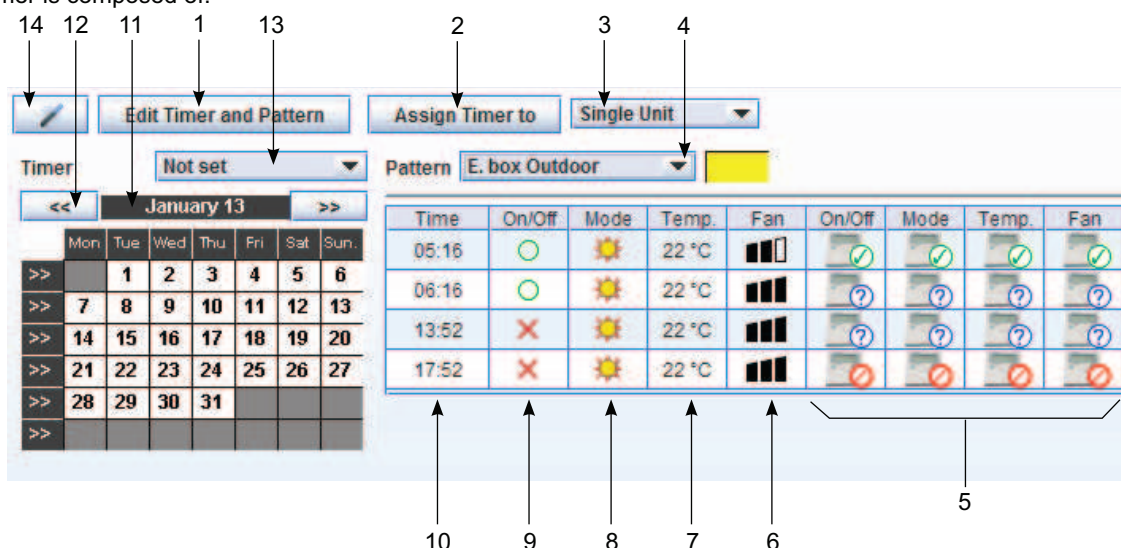 mer is composed of:
14 12 11 1 13 2 3 4
Edit Timer and Pattern Assign Timer to Single Unit
Timer Not set Pattern E. box Outdoor
<< January 13 >>
Time On/Off Mode Temp. Fan On/Off Mode Temp. Fan
Mon Tue Wed Thu Fri Sat Sun.
05:16 22 °C
>> 1 2 3 4 5 6
06:16 22 °C
>> 7 8 9 10 11 12 13
13:52 22 °C
>> 14 15 16 17 18 19 20
17:52 22 °C
>> 21 22 23 24 25 26 27
>> 28 29 30 31
>>
5
10 9 8 7 6